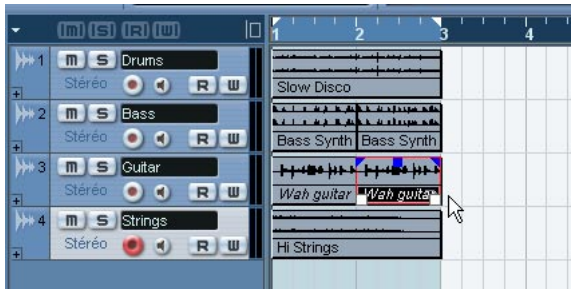 m S R W
1 2 3 4
1 m S Drums
Stéréo R W
Slow Disco
2 m S Bass
Stéréo R W
Bass Synth Bass Synth
3 m S Guitar
Stéréo R W
Wah guitar Wah guitar
4 m S Strings
Stéréo R W
Hi Strings